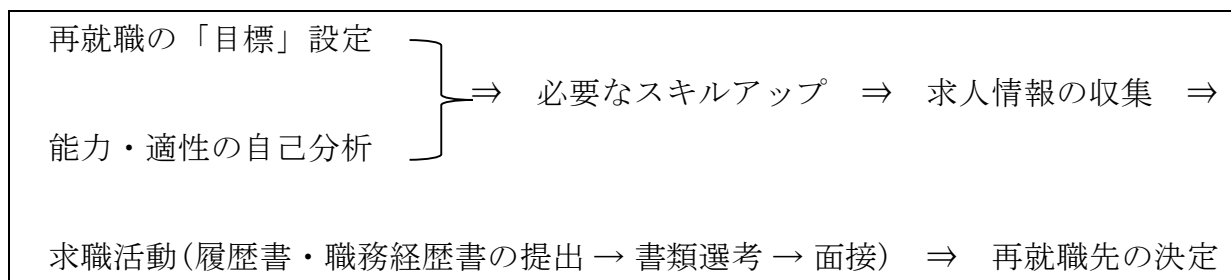 再就職の「目標」設定
⇒ 必要なスキルアップ ⇒ 求人情報の収集 ⇒
能力・適性の自己分析
求職活動(履歴書・職務経歴書の提出 → 書類選考 → 面接) ⇒ 再就職先の決定